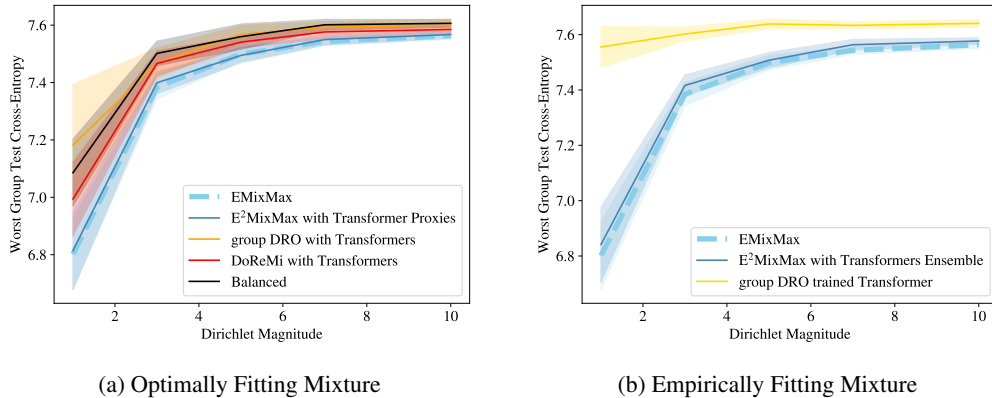 7.6
7.4
7.2
7.0
6.8
Worst Group Test Cross-Entropy
EMixMax
E²MixMax with Transformer Proxies
group DRO with Transformers
DoReMi with Transformers
Balanced
2 4 6 8 10
Dirichlet Magnitude
(a) Optimally Fitting Mixture
7.6
7.4
7.2
7.0
6.8
Worst Group Test Cross-Entropy
EMixMax
E²MixMax with Transformers Ensemble
group DRO trained Transformer
2 4 6 8 10
Dirichlet Magnitude
(b) Empirically Fitting Mixture